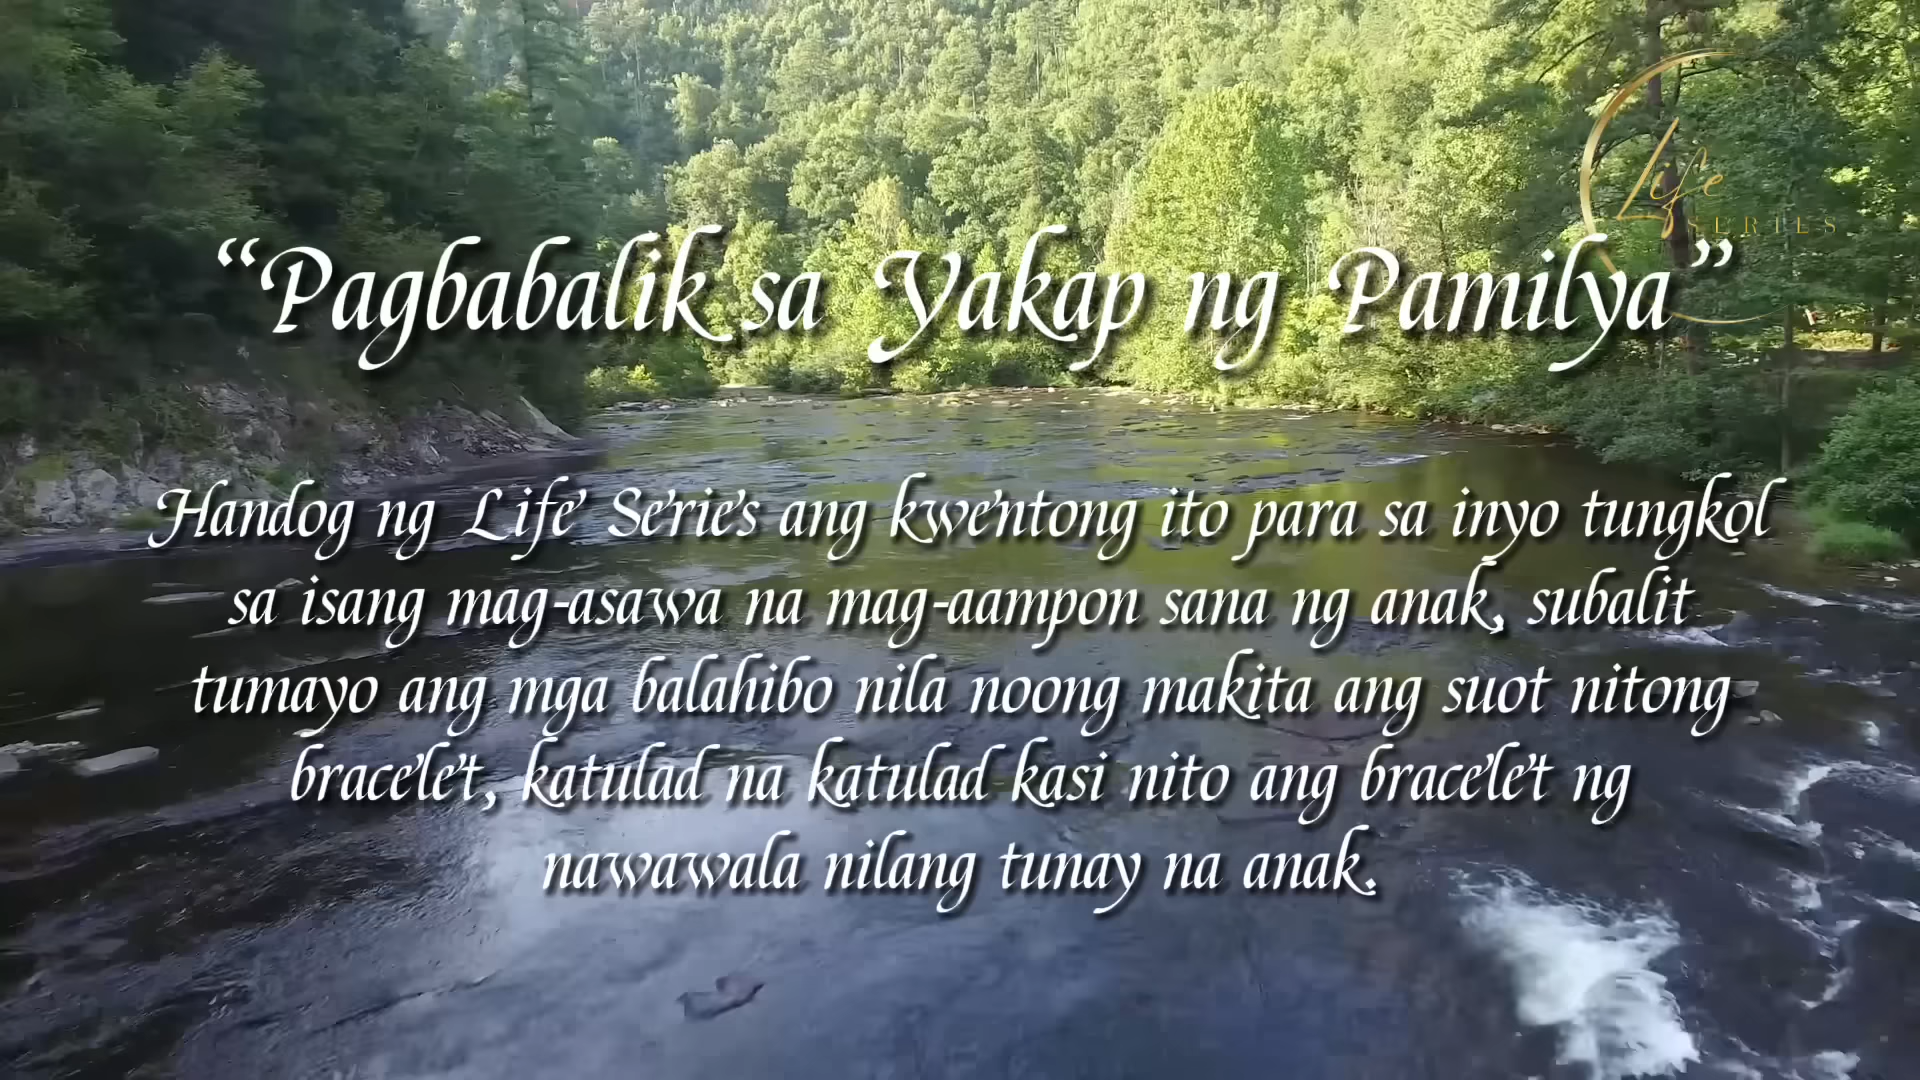 Life
SERIES
“Pagbabalik sa Yakap ng Pamilya”
Handog ng Life Series ang kwentong ito para sa inyo tungkol
sa isang mag-asawa na mag-aampon sana ng anak, subalit
tumayo ang mga balahibo nila noong makita ang suot nitong
bracelet, katulad na katulad kasi nito ang bracelet ng
nawawala nilang tunay na anak.